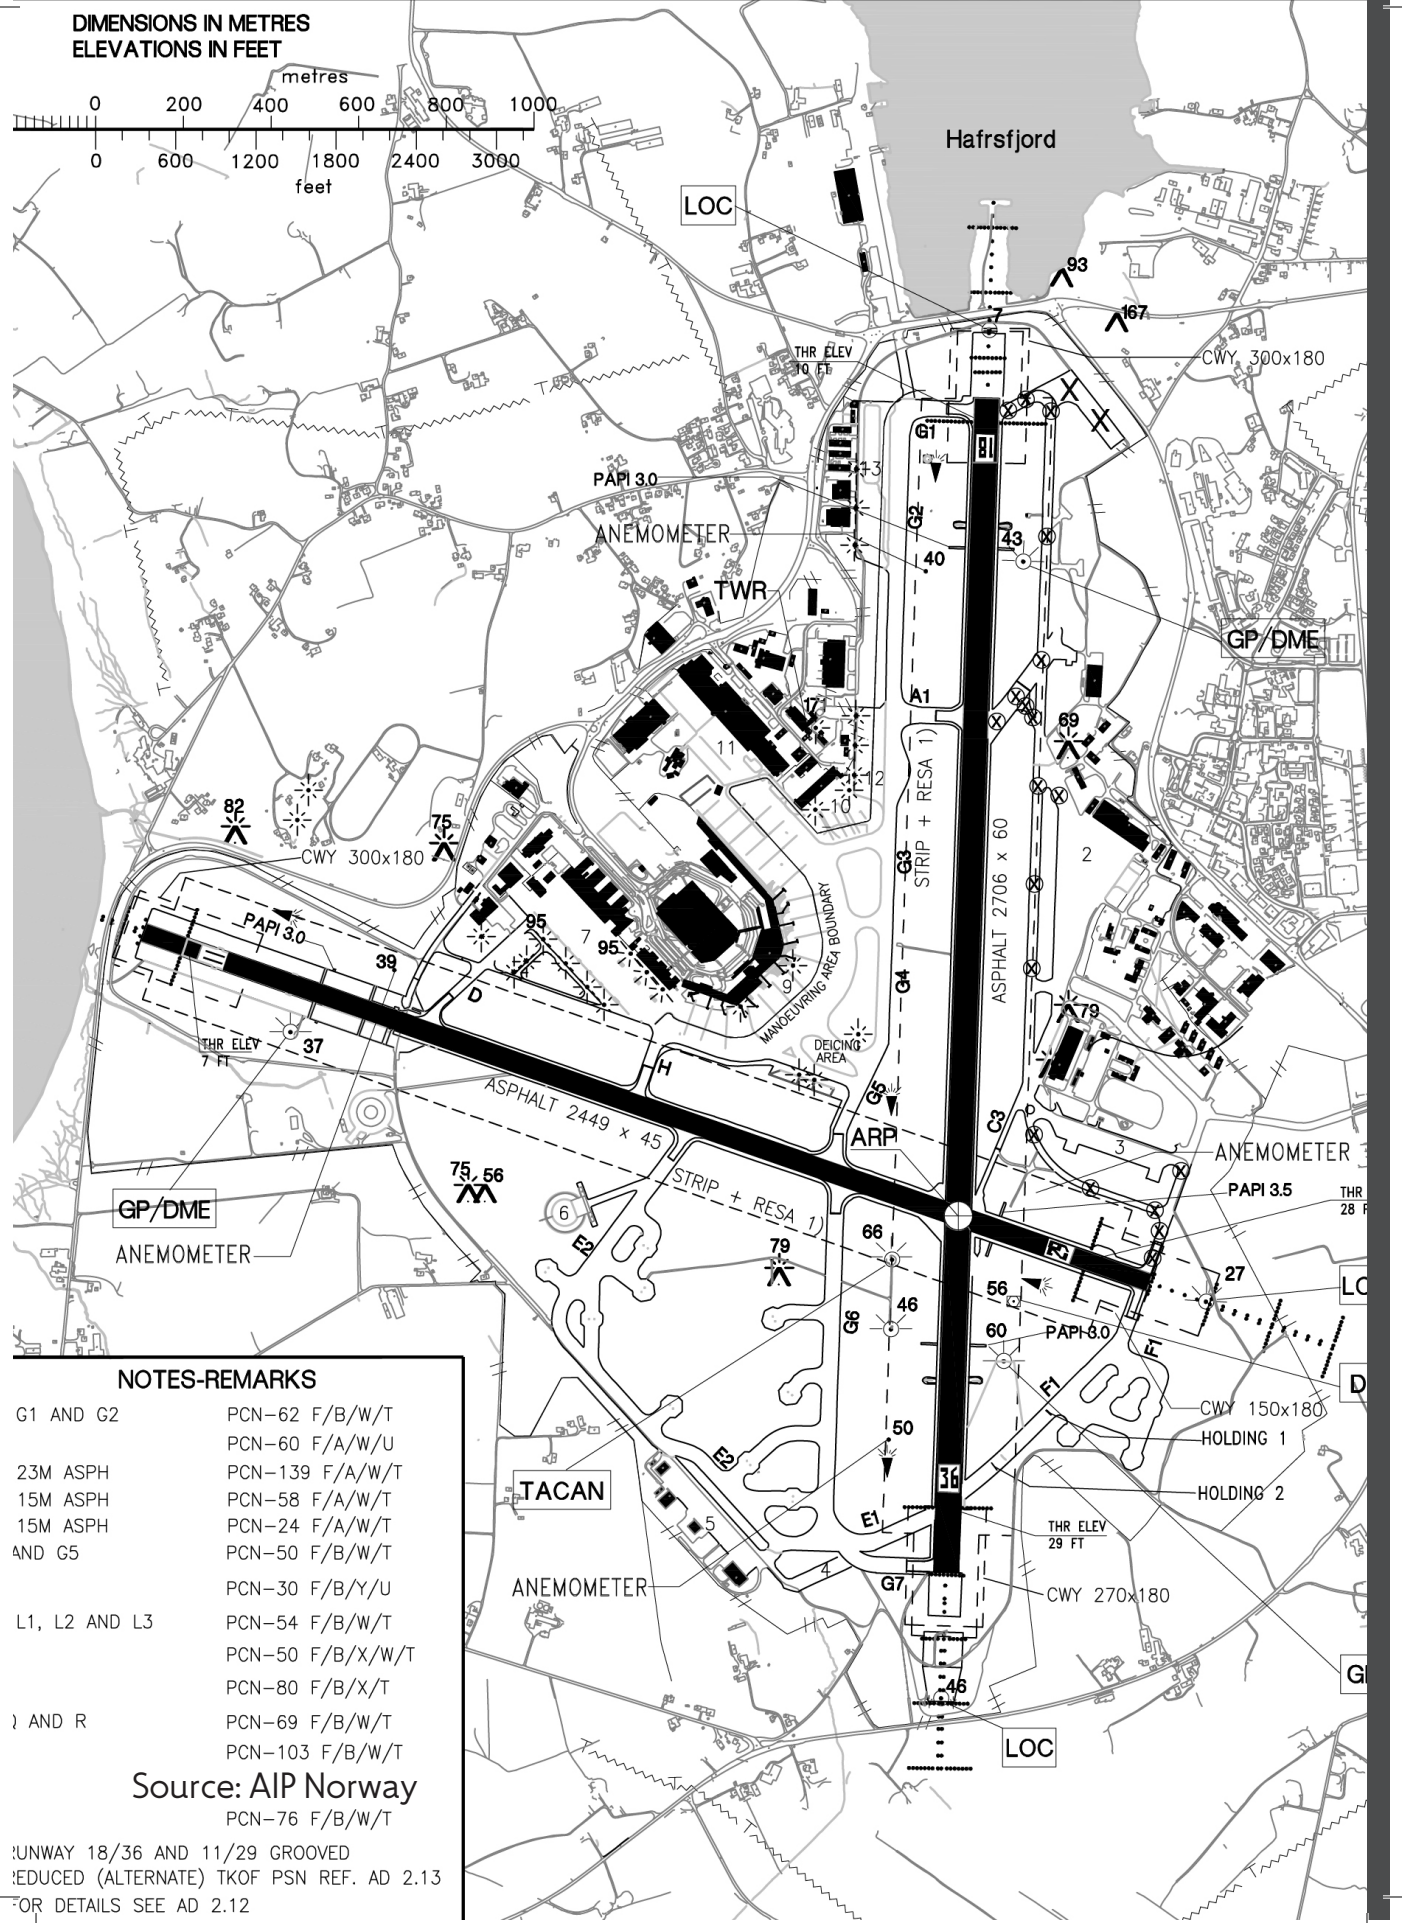 DIMENSIONS IN METRES
ELEVATIONS IN FEET
metres
0 200 400 600 800 1000
0 600 1200 1800 2400 3000
feet
Hafrsfjord
LOC
93
167
7
THR ELEV
10 FT
CWY 300x180
G1
18
13
PAPI 3.0
G2
ANEMOMETER
43
40
TWR
GP/DME
A1
17
69
11
12
10
STRIP + RESA 1)
82
75
CWY 300x180
G3
ASPHALT 2706 x 60
2
PAPI 3.0
95
7
95
MANOEUVRING AREA BOUNDARY
39
9
G4
D
79
37
THR ELEV
7 FT
DEICING
AREA
H
G5
ASPHALT 2449 x 45
ARP
C3
3
ANEMOMETER
75
56
STRIP + RESA 1)
PAPI 3.5
THR
28 F
GP/DME
6
E2
ANEMOMETER
66
79
29
27
56
LO
46
G6
60
PAPI 3.0
F1
D
F1
CWY 150x180
50
HOLDING 1
E2
36
TACAN
HOLDING 2
E1
5
THR ELEV
29 FT
4
ANEMOMETER
G7
CWY 270x180
46
LOC
NOTES-REMARKS
G1 AND G2 PCN-62 F/B/W/T
PCN-60 F/A/W/U
23M ASPH PCN-139 F/A/W/T
15M ASPH PCN-58 F/A/W/T
15M ASPH PCN-24 F/A/W/T
AND G5 PCN-50 F/B/W/T
PCN-30 F/B/Y/U
L1, L2 AND L3 PCN-54 F/B/W/T
PCN-50 F/B/X/W/T
PCN-80 F/B/X/T
AND R PCN-69 F/B/W/T
PCN-103 F/B/W/T
Source: AIP Norway
PCN-76 F/B/W/T
RUNWAY 18/36 AND 11/29 GROOVED
REDUCED (ALTERNATE) TKOF PSN REF. AD 2.13
FOR DETAILS SEE AD 2.12